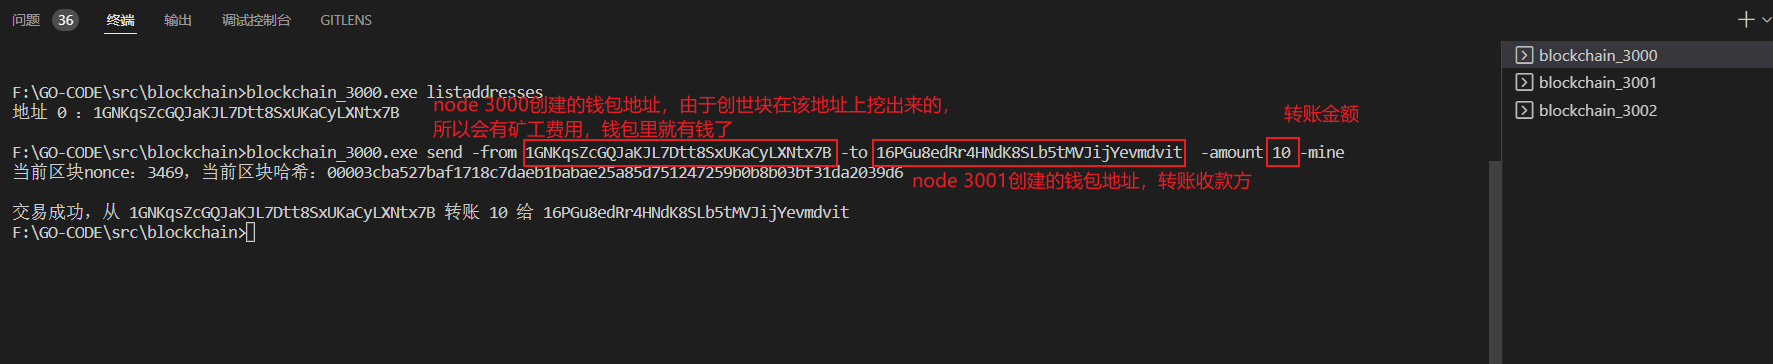 问题 36 终端 输出 调试控制台 GITLENS
blockchain_3000
blockchain_3001
blockchain_3002
F:\GO-CODE\src\blockchain>blockchain_3000.exe listaddresses
地址 0 : 1GNKqsZcGQJaKJL7Dtt8SxUKaCyLXNtx7B
node 3000创建的钱包地址，由于创世块在该地址上挖出来的，
所以会有矿工费用，钱包里就有钱了
转账金额
F:\GO-CODE\src\blockchain>blockchain_3000.exe send -from 1GNKqsZcGQJaKJL7Dtt8SxUKaCyLXNtx7B -to 16PGu8edRr4HNdK8SLb5tMVJijYevmdvit -amount 10 -mine
当前区块nonce: 3469, 当前区块哈希: 00003cba527baf1718c7daeb1babae25a85d751247259b0b8b03bf31da2039d6
node 3001创建的钱包地址，转账收款方
交易成功, 从 1GNKqsZcGQJaKJL7Dtt8SxUKaCyLXNtx7B 转账 10 给 16PGu8edRr4HNdK8SLb5tMVJijYevmdvit
F:\GO-CODE\src\blockchain>